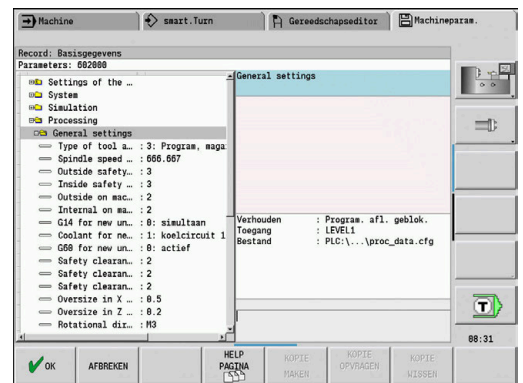 Machine
smart.Turn
Gereedschapseditor
Machineparam.
Record: Basisgegevens
Parameters: 602000
Settings of the …
System
Simulation
Processing
General settings
Type of tool a… : 3: Program, maga
Spindle speed … : 666.667
Outside safety… : 3
Inside safety … : 3
Outside on mac… : 2
Internal on ma… : 2
G14 for new un… : 0: simultaan
Coolant for ne… : 1: koelcircuit 1
G60 for new un… : 0: actief
Safety clearan… : 2
Safety clearan… : 2
Oversize in X … : 0.5
Oversize in Z … : 0.2
Rotational dir… : M3
General settings
Verhouden : Program. afl. geblok.
Toegang : LEVEL1
Bestand : PLC:\...\proc_data.cfg
T
08:31
OK
AFBREKEN
HELP
PAGINA
KOPIE
MAKEN
KOPIE
OPVRAGEN
KOPIE
WISSEN